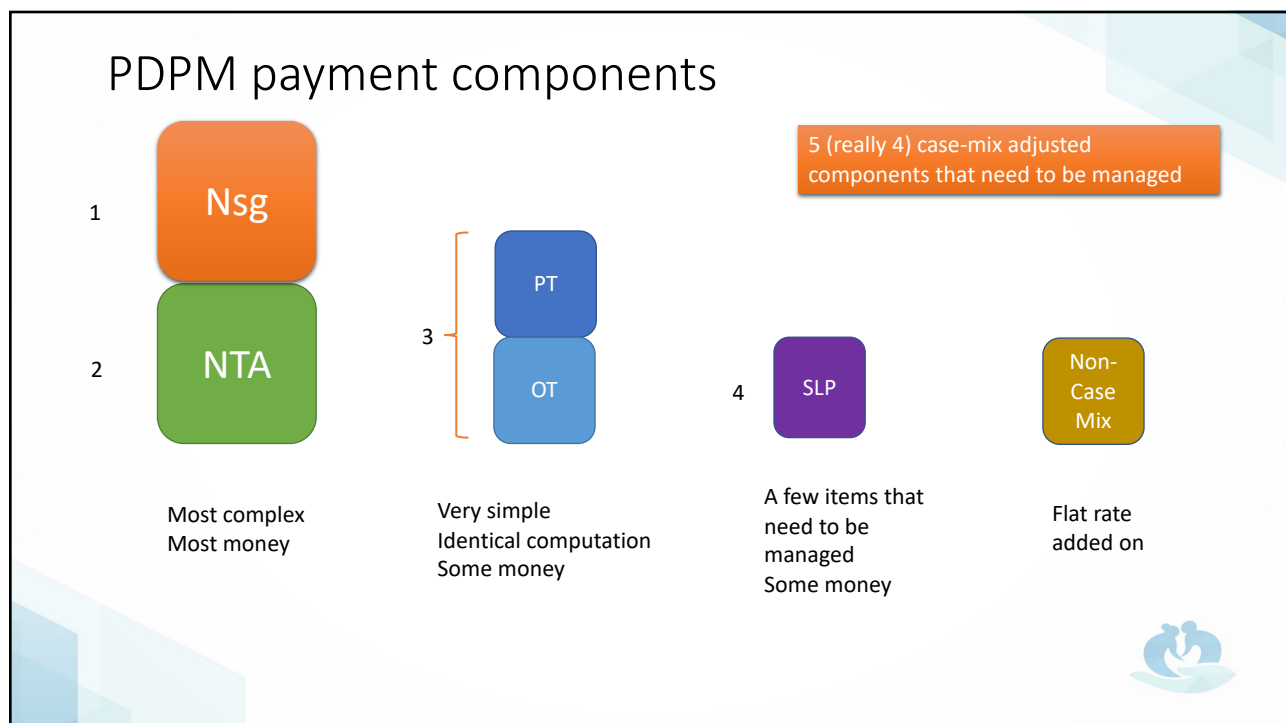 PDPM payment components
5 (really 4) case-mix adjusted
components that need to be managed
1
Nsg
2
NTA
3
PT
OT
4
SLP
Non-
Case
Mix
Most complex
Most money
Very simple
Identical computation
Some money
A few items that
need to be
managed
Some money
Flat rate
added on